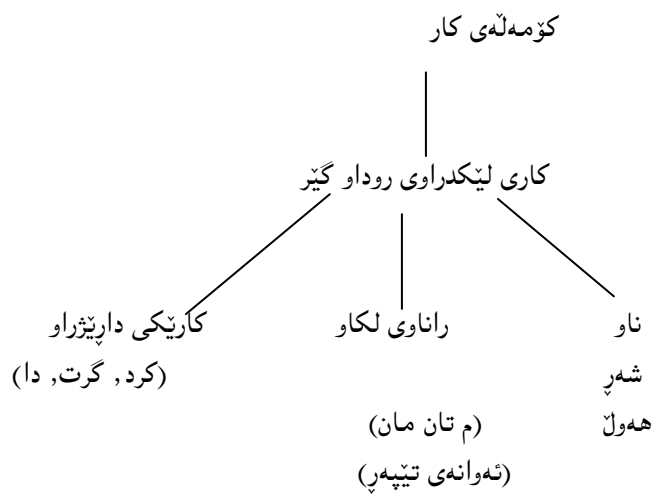 کۆمەڵەی کار
کاری لێکدراوی روداو گێر
ناو راناوی لکاو کارێکی داڕێژراو
شەڕ (کرد, گرت, دا)
هەوڵ (م تان مان)
(ئەوانەی تێپەڕ)